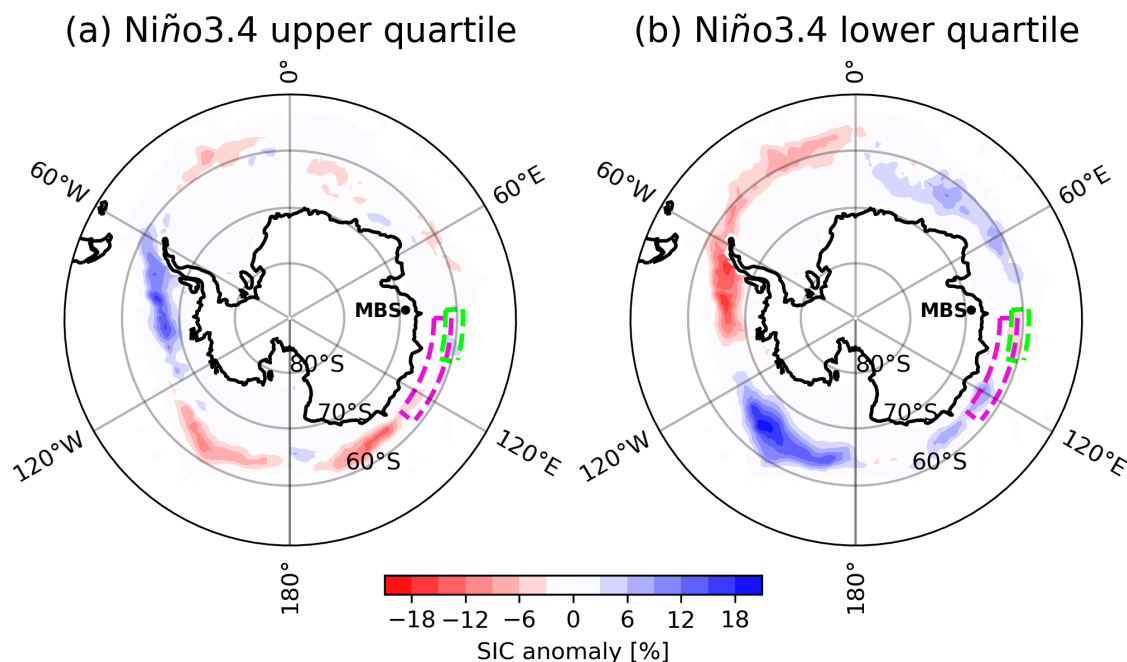 (a) Niño3.4 upper quartile
(b) Niño3.4 lower quartile
0°
0°
60°W
60°E
60°W
60°E
MBS
MBS
80°S
80°S
70°S
70°S
120°W
60°S
120°E
120°W
60°S
120°E
180°
180°
−18 −12 −6 0 6 12 18
SIC anomaly [%]